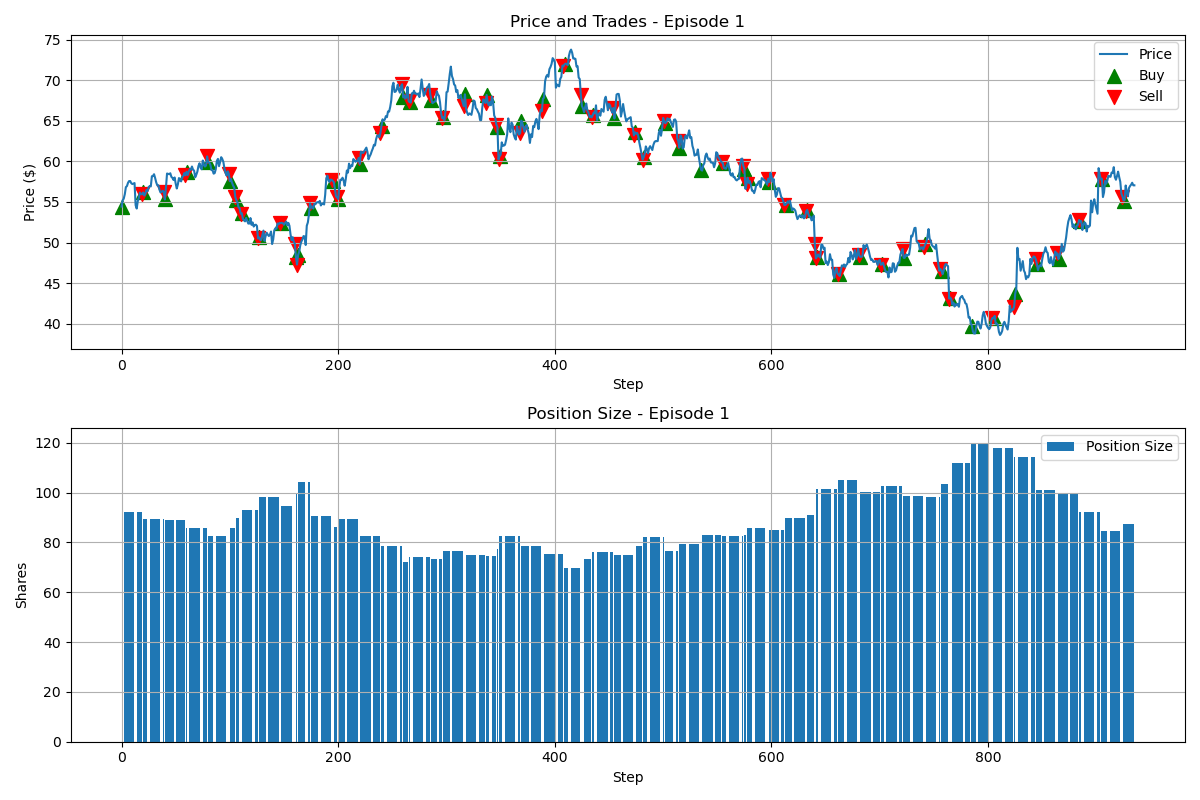 Price and Trades - Episode 1
Price ($)
75
70
65
60
55
50
45
40
Price
Buy
Sell
0 200 400 600 800
Step
Position Size - Episode 1
Shares
120
100
80
60
40
20
0
Position Size
0 200 400 600 800
Step